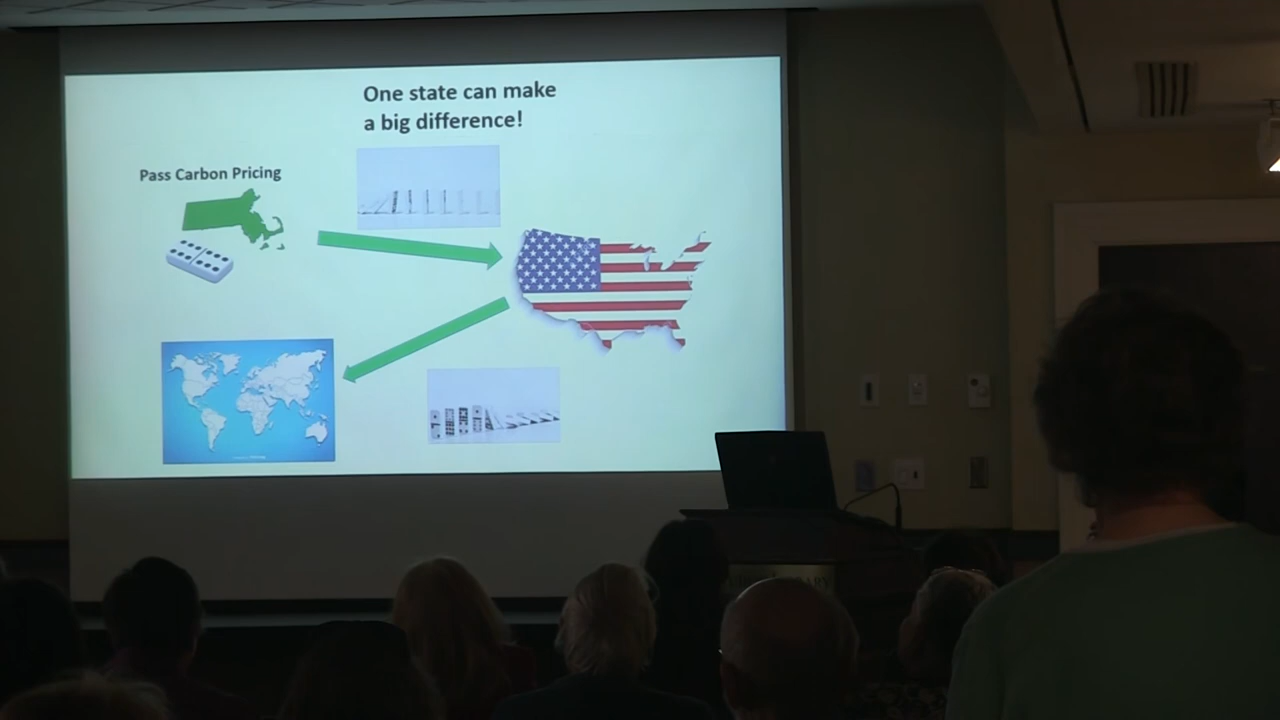 One state can make
a big difference!
Pass Carbon Pricing